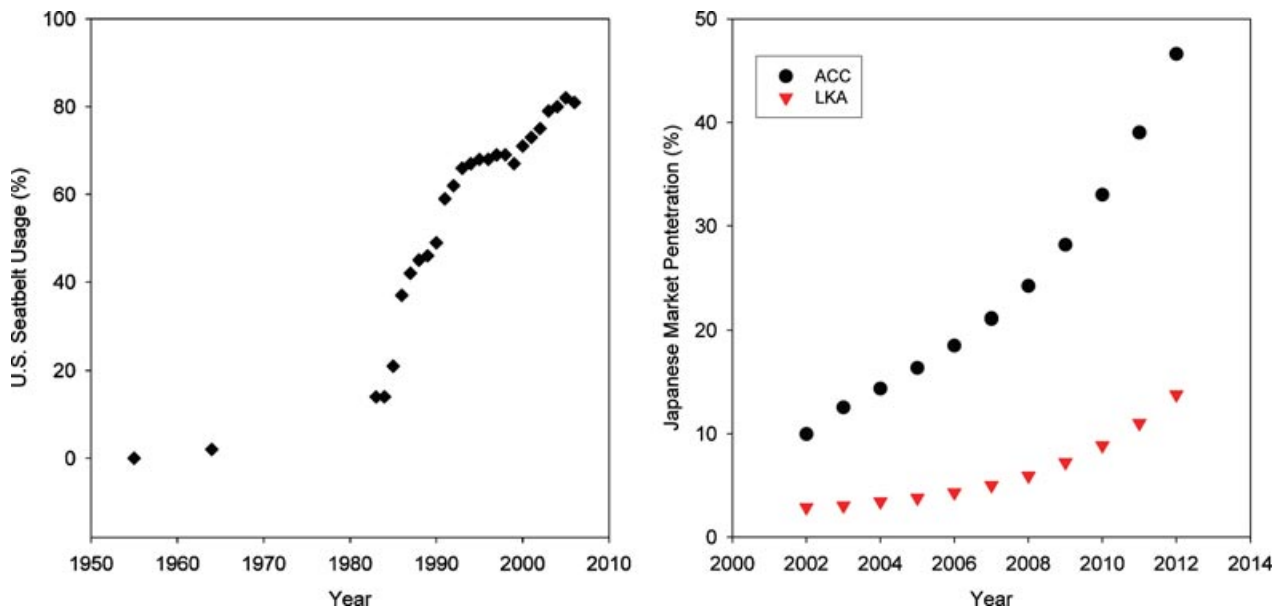 100
80
60
40
20
0
U.S. Seatbelt Usage (%)
1950 1960 1970 1980 1990 2000 2010
Year
50
40
30
20
10
0
Japanese Market Pentetration (%)
ACC
LKA
2000 2002 2004 2006 2008 2010 2012 2014
Year